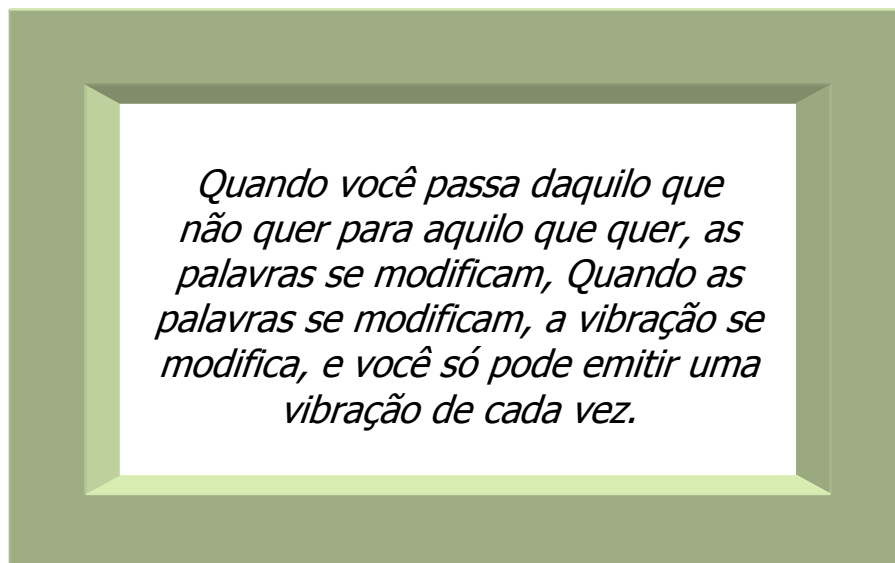 Quando você passa daquilo que
não quer para aquilo que quer, as
palavras se modificam, Quando as
palavras se modificam, a vibração se
modifica, e você só pode emitir uma
vibração de cada vez.